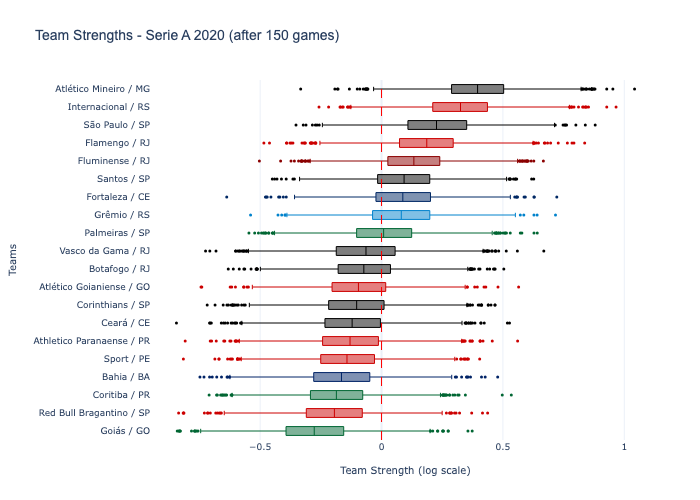 Team Strengths - Serie A 2020 (after 150 games)
Atlético Mineiro / MG
Internacional / RS
São Paulo / SP
Flamengo / RJ
Fluminense / RJ
Santos / SP
Fortaleza / CE
Grêmio / RS
Palmeiras / SP
Vasco da Gama / RJ
Botafogo / RJ
Atlético Goianiense / GO
Corinthians / SP
Ceará / CE
Athletico Paranaense / PR
Sport / PE
Bahia / BA
Coritiba / PR
Red Bull Bragantino / SP
Goiás / GO
Teams
−0.5 0 0.5 1
Team Strength (log scale)